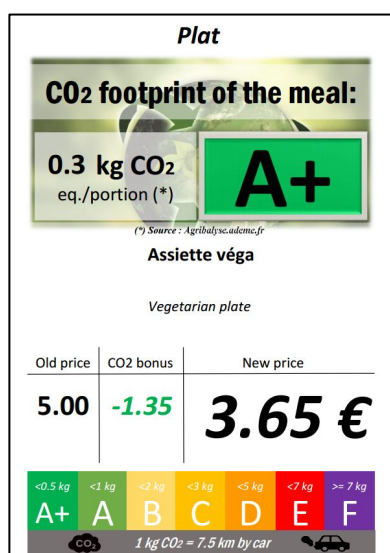 Plat
CO2 footprint of the meal:
0.3 kg CO2
eq./portion (*)
A+
(*) Source : Agribalyse.ademe.fr
Assiette véga
Vegetarian plate
Old price CO2 bonus New price
5.00 -1.35 3.65 €
<0.5 kg <1 kg <2 kg <3 kg <5 kg <7 kg >= 7 kg
A+ A B C D E F
CO2 1 kg CO2 = 7.5 km by car